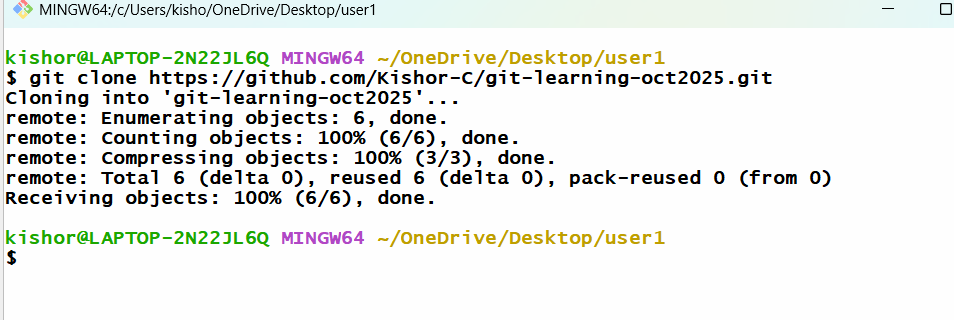 MINGW64:/c/Users/kisho/OneDrive/Desktop/user1
kishor@LAPTOP-2N22JL6Q MINGW64 ~/OneDrive/Desktop/user1
$ git clone https://github.com/Kishor-C/git-learning-oct2025.git
Cloning into 'git-learning-oct2025'...
remote: Enumerating objects: 6, done.
remote: Counting objects: 100% (6/6), done.
remote: Compressing objects: 100% (3/3), done.
remote: Total 6 (delta 0), reused 6 (delta 0), pack-reused 0 (from 0)
Receiving objects: 100% (6/6), done.
kishor@LAPTOP-2N22JL6Q MINGW64 ~/OneDrive/Desktop/user1
$